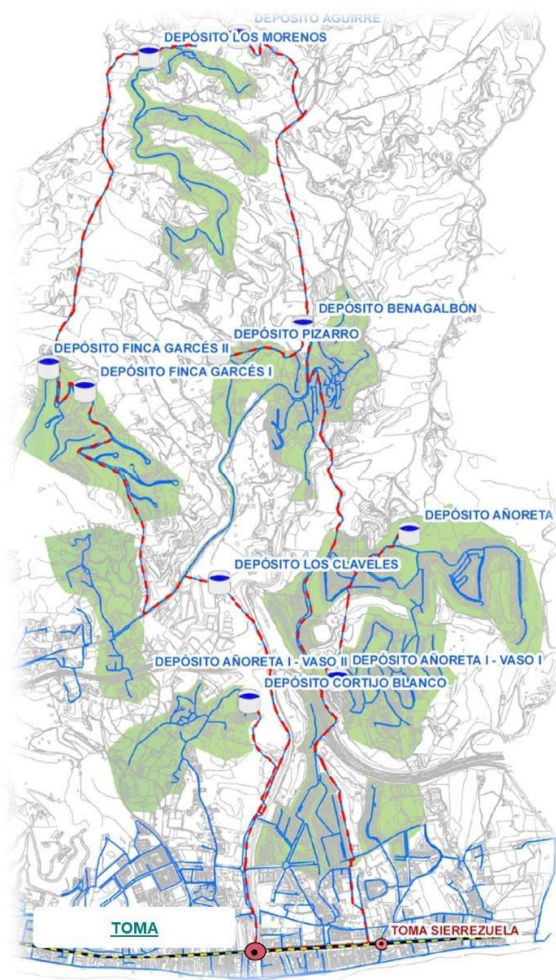 DEPÓSITO AGUIRRE
DEPÓSITO LOS MORENOS
DEPÓSITO BENAGALBÓN
DEPÓSITO PIZARRO
DEPÓSITO FINCA GARCÉS II
DEPÓSITO FINCA GARCÉS I
DEPÓSITO AÑORETA
DEPÓSITO LOS CLAVELES
DEPÓSITO AÑORETA I - VASO II DEPÓSITO AÑORETA I - VASO I
DEPÓSITO CORTIJO BLANCO
TOMA
TOMA SIERREZUELA